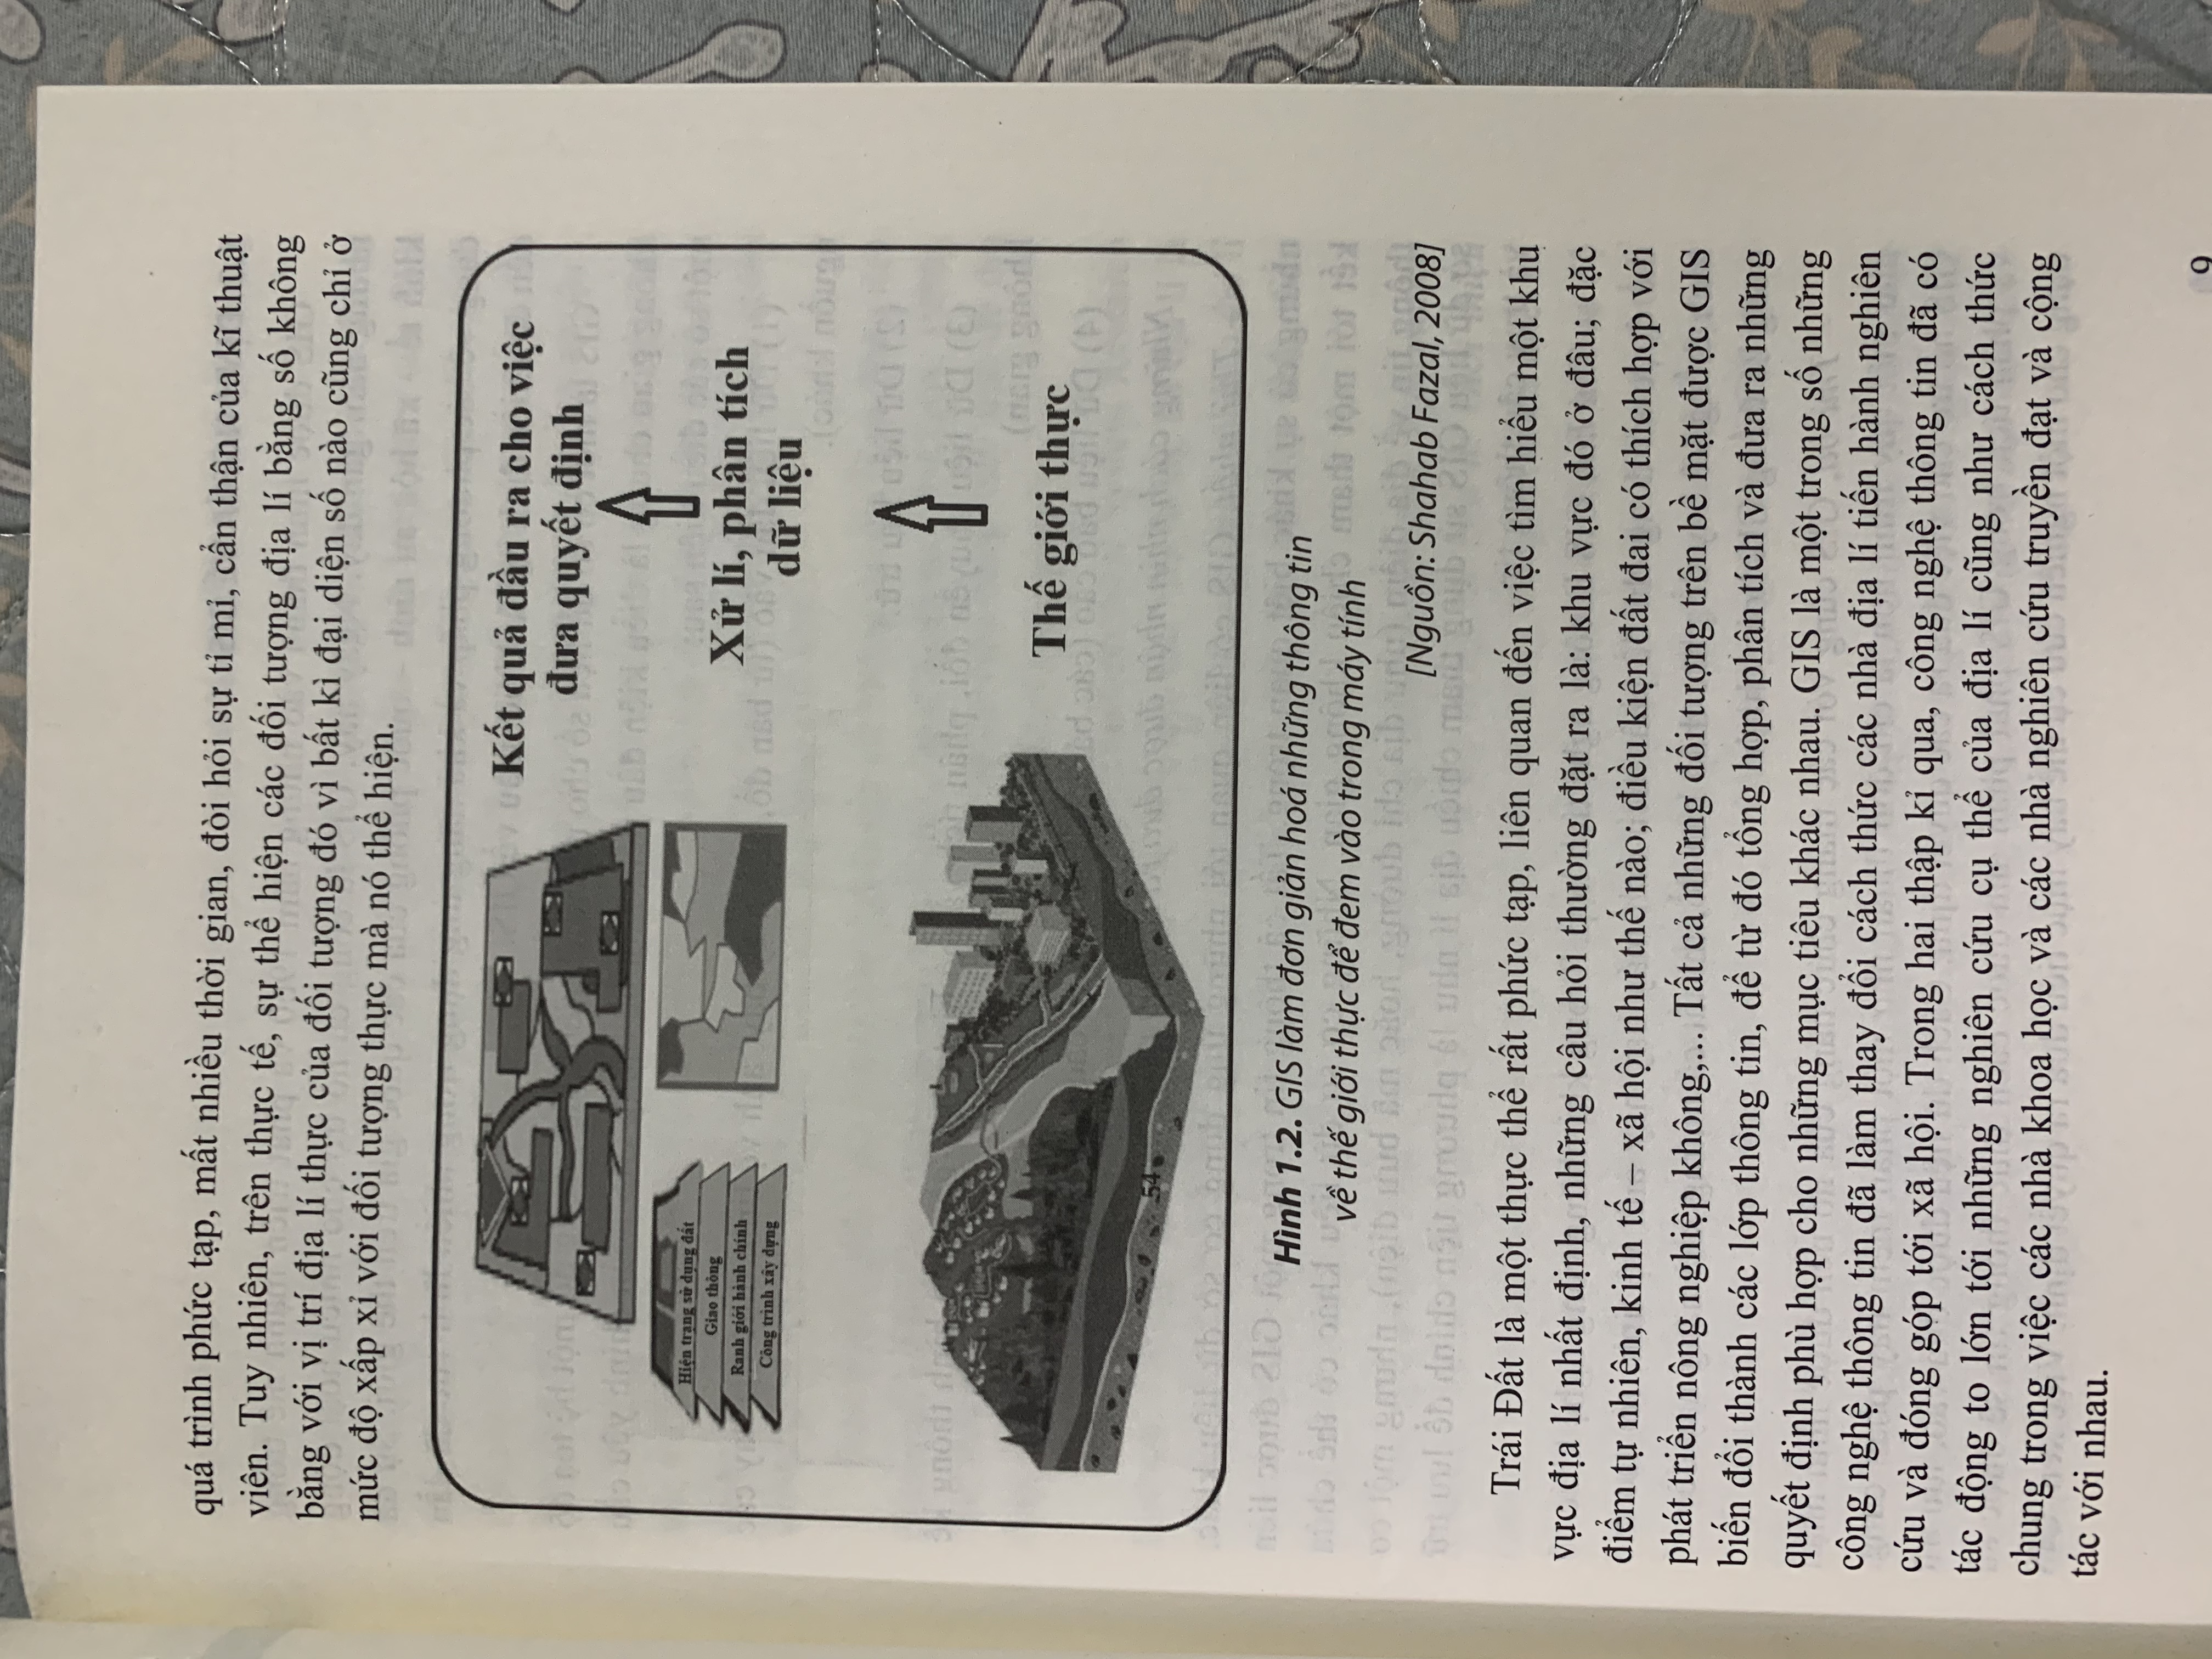 quá trình phức tạp, mất nhiều thời gian, đòi hỏi sự tỉ mỉ, cẩn thận của kĩ thuật
viên. Tuy nhiên, trên thực tế, sự thể hiện các đối tượng địa lí bằng số không
bằng với vị trí địa lí thực của đối tượng đó vì bất kì đại diện số nào cũng chỉ ở
mức độ xấp xỉ với đối tượng thực mà nó thể hiện.
Kết quả đầu ra cho việc
đưa quyết định
Hiện trạng sử dụng đất
Giao thông
Ranh giới hành chính
Công trình xây dựng
Xử lí, phân tích
dữ liệu
Thế giới thực
54
Hình 1.2. GIS làm đơn giản hoá những thông tin
về thế giới thực để đem vào trong máy tính
[Nguồn: Shahab Fazal, 2008]
Trái Đất là một thực thể rất phức tạp, liên quan đến việc tìm hiểu một khu
vực địa lí nhất định, những câu hỏi thường đặt ra là: khu vực đó ở đâu; đặc
điểm tự nhiên, kinh tế – xã hội như thế nào; điều kiện đất đai có thích hợp với
phát triển nông nghiệp không,... Tất cả những đối tượng trên bề mặt được GIS
biến đổi thành các lớp thông tin, để từ đó tổng hợp, phân tích và đưa ra những
quyết định phù hợp cho những mục tiêu khác nhau. GIS là một trong số những
công nghệ thông tin đã làm thay đổi cách thức các nhà địa lí tiến hành nghiên
cứu và đóng góp tới xã hội. Trong hai thập kỉ qua, công nghệ thông tin đã có
tác động to lớn tới những nghiên cứu cụ thể của địa lí cũng như cách thức
chung trong việc các nhà khoa học và các nhà nghiên cứu truyền đạt và cộng
tác với nhau.
9